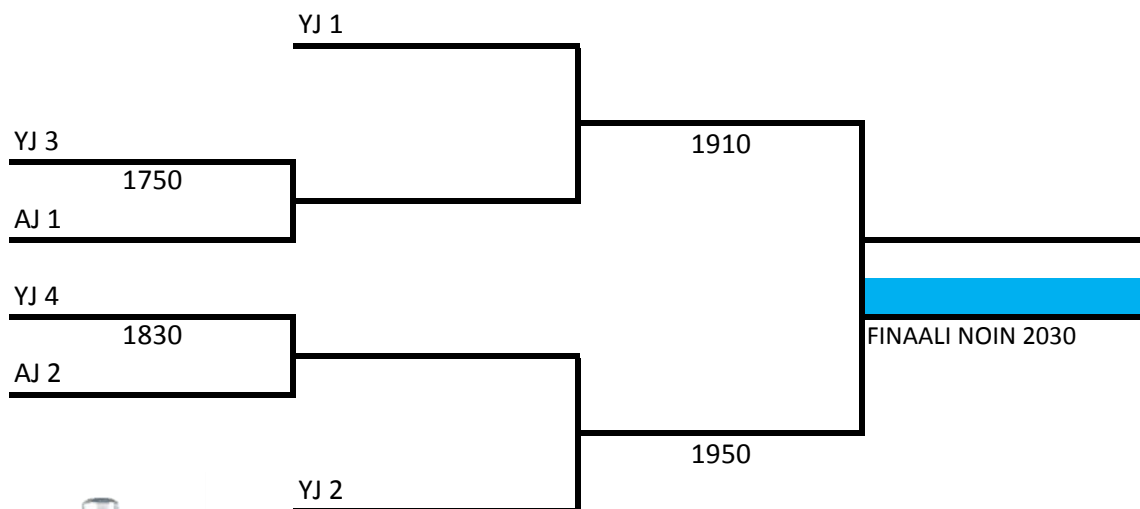 YJ 1
YJ 3
1750
1910
AJ 1
YJ 4
1830
FINAALI NOIN 2030
AJ 2
1950
YJ 2